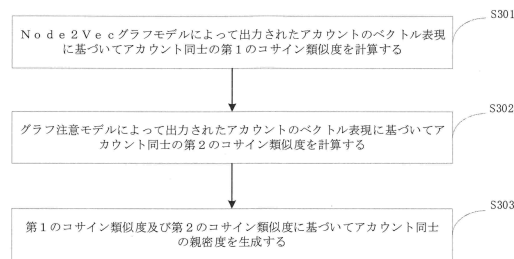 S301
Node2Vecグラフモデルによって出力されたアカウントのベクトル表現
に基づいてアカウント同士の第1のコサイン類似度を計算する
S302
グラフ注意モデルによって出力されたアカウントのベクトル表現に基づいてア
カウント同士の第2のコサイン類似度を計算する
S303
第1のコサイン類似度及び第2のコサイン類似度に基づいてアカウント同士
の親密度を生成する